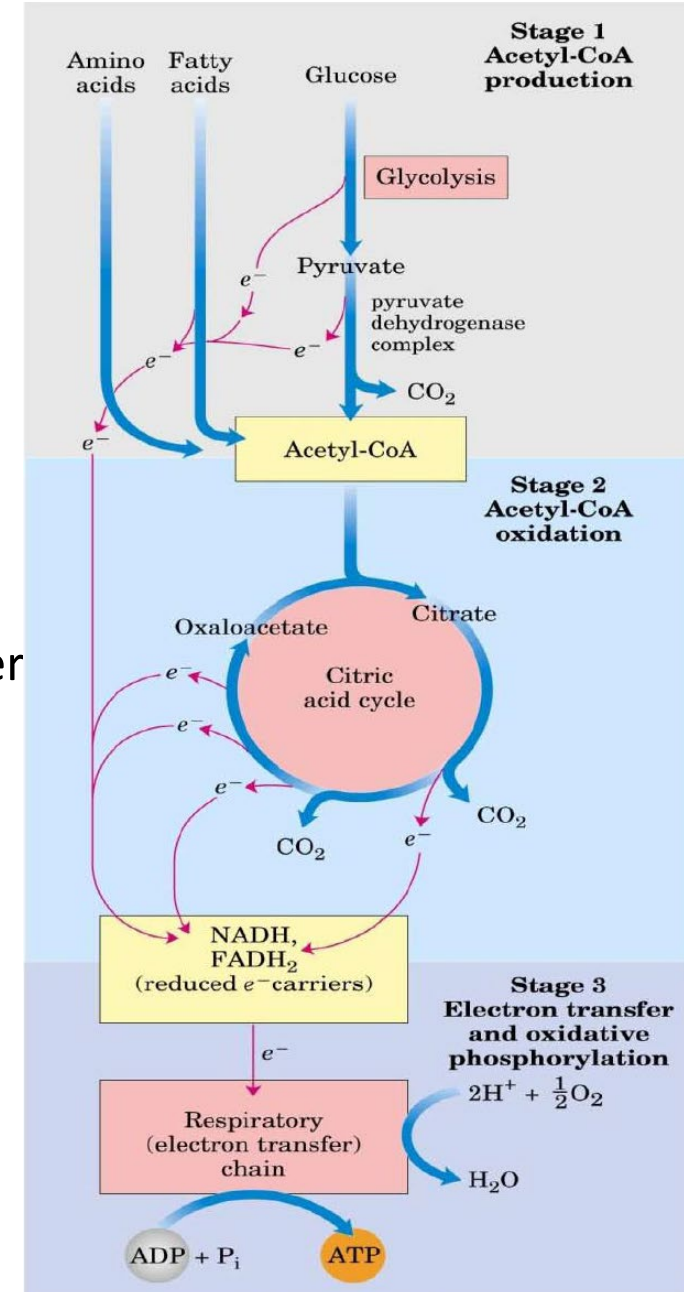 Stage 1
Acetyl-CoA
production
Amino
acids
Fatty
acids
Glucose
Glycolysis
Pyruvate
e⁻
pyruvate
dehydrogenase
complex
e⁻
e⁻
CO₂
e⁻
Acetyl-CoA
Stage 2
Acetyl-CoA
oxidation
Oxaloacetate
Citrate
er
e⁻
Citric
acid cycle
e⁻
e⁻
CO₂
CO₂
e⁻
NADH,
FADH₂
(reduced e⁻ carriers)
Stage 3
Electron transfer
and oxidative
phosphorylation
e⁻
2H⁺ + ½O₂
Respiratory
(electron transfer)
chain
H₂O
ADP + Pᵢ
ATP